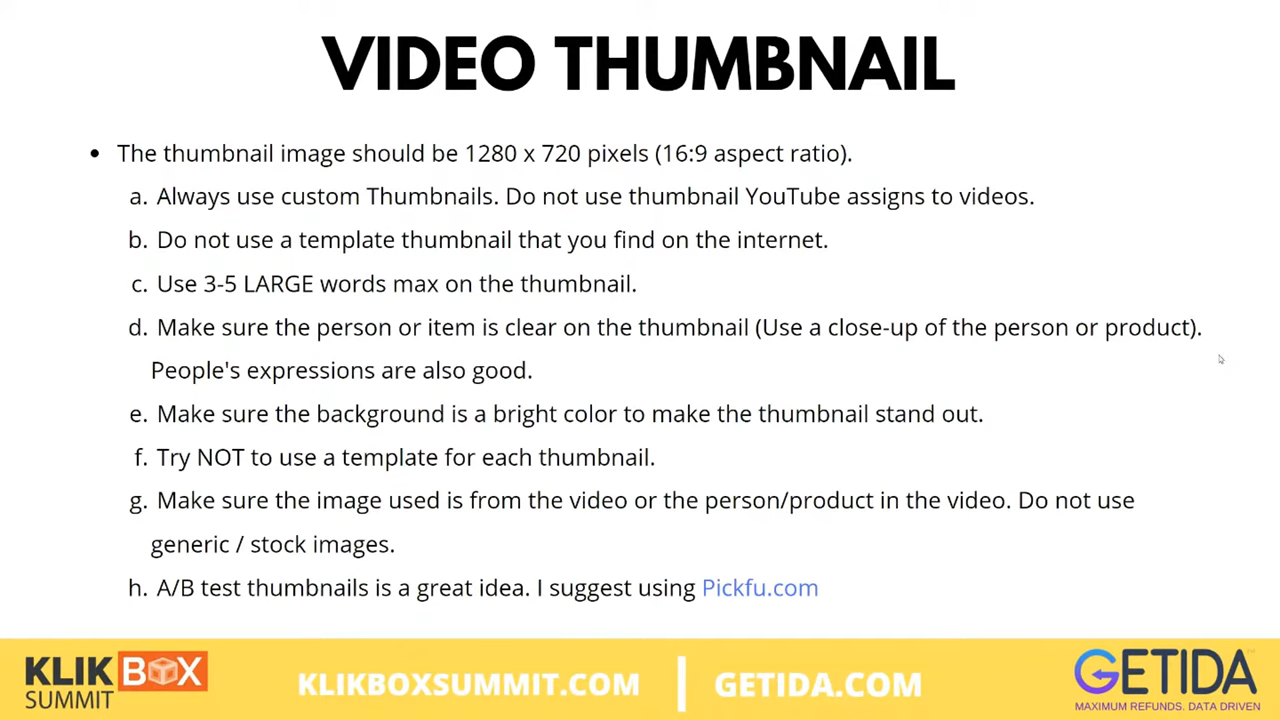 VIDEO THUMBNAIL
• The thumbnail image should be 1280 x 720 pixels (16:9 aspect ratio).
a. Always use custom Thumbnails. Do not use thumbnail YouTube assigns to videos.
b. Do not use a template thumbnail that you find on the internet.
c. Use 3-5 LARGE words max on the thumbnail.
d. Make sure the person or item is clear on the thumbnail (Use a close-up of the person or product).
People's expressions are also good.
e. Make sure the background is a bright color to make the thumbnail stand out.
f. Try NOT to use a template for each thumbnail.
g. Make sure the image used is from the video or the person/product in the video. Do not use
generic / stock images.
h. A/B test thumbnails is a great idea. I suggest using Pickfu.com
KLIK BOX
SUMMIT
KLIKBOXSUMMIT.COM | GETIDA.COM
GETIDA™
MAXIMUM REFUNDS. DATA DRIVEN